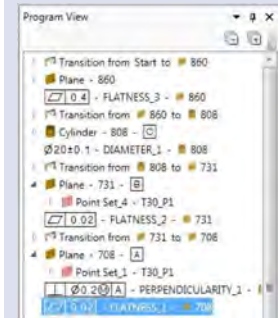 Program View
Transition from Start to 860
Plane - 860
0.4 - FLATNESS_3 - 860
Transition from 860 to 808
Cylinder - 808 - C
Ø20±0.1 - DIAMETER_1 - 808
Transition from 808 to 731
Plane - 731 - B
Point Set_4 - T30_P1
0.02 - FLATNESS_2 - 731
Transition from 731 to 708
Plane - 708 - A
Point Set_1 - T30_P1
⟂ Ø0.2Ⓜ A - PERPENDICULARITY_1 -
0.02 - FLATNESS_1 - 708